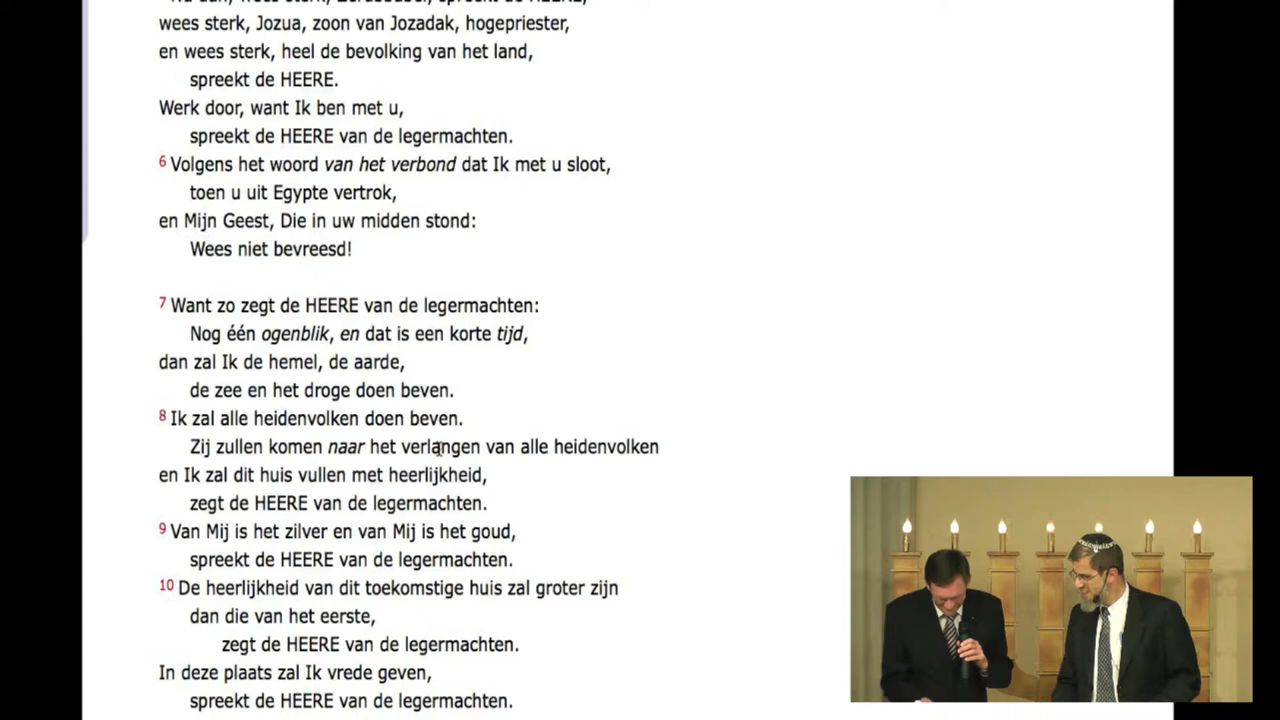 wees sterk, Jozua, zoon van Jozadak, hogepriester,
en wees sterk, heel de bevolking van het land,
spreekt de HEERE.
Werk door, want Ik ben met u,
spreekt de HEERE van de legermachten.
6 Volgens het woord van het verbond dat Ik met u sloot,
toen u uit Egypte vertrok,
en Mijn Geest, Die in uw midden stond:
Wees niet bevreesd!
7 Want zo zegt de HEERE van de legermachten:
Nog één ogenblik, en dat is een korte tijd,
dan zal Ik de hemel, de aarde,
de zee en het droge doen beven.
8 Ik zal alle heidenvolken doen beven.
Zij zullen komen naar het verlangen van alle heidenvolken
en Ik zal dit huis vullen met heerlijkheid,
zegt de HEERE van de legermachten.
9 Van Mij is het zilver en van Mij is het goud,
spreekt de HEERE van de legermachten.
10 De heerlijkheid van dit toekomstige huis zal groter zijn
dan die van het eerste,
zegt de HEERE van de legermachten.
In deze plaats zal Ik vrede geven,
spreekt de HEERE van de legermachten.